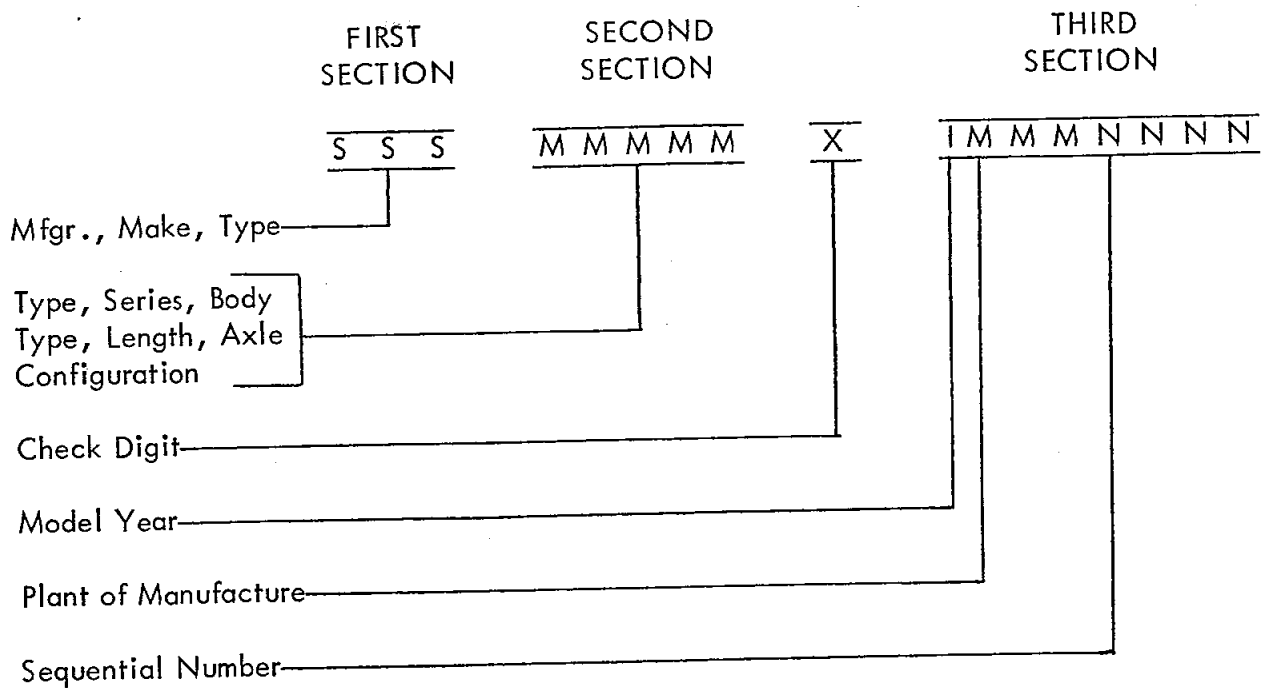 FIRST
SECTION
SECOND
SECTION
THIRD
SECTION
S S S
M M M M M
X
I M M M N N N N
Mfgr., Make, Type
Type, Series, Body
Type, Length, Axle
Configuration
Check Digit
Model Year
Plant of Manufacture
Sequential Number